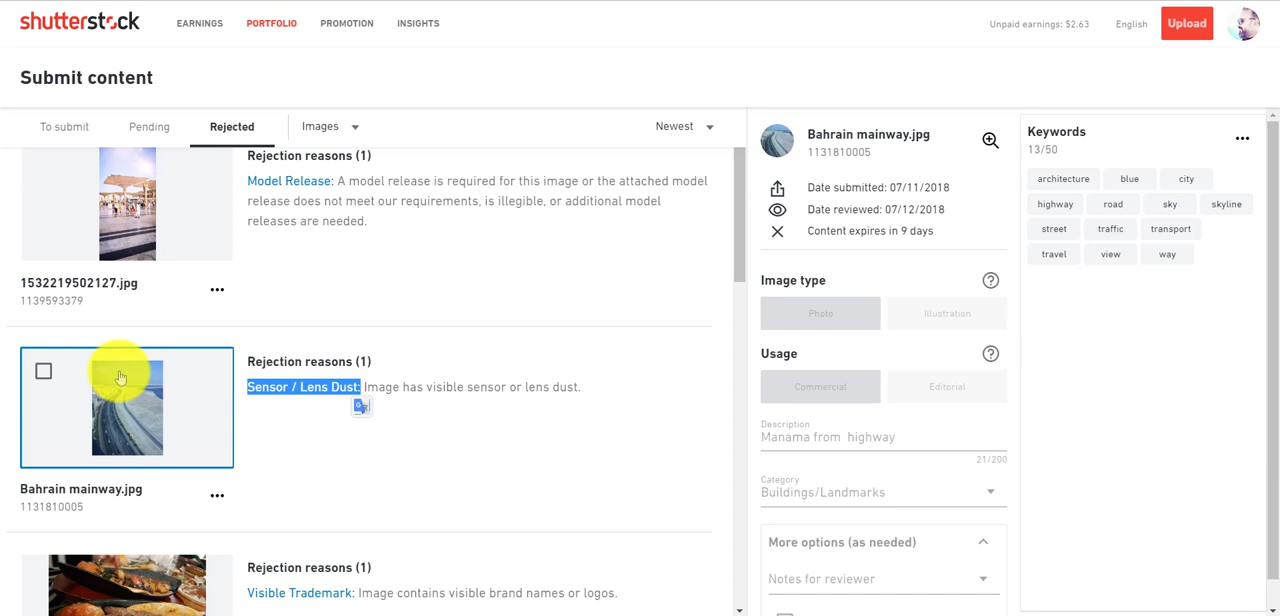 shutterstock
EARNINGS PORTFOLIO PROMOTION INSIGHTS Unpaid earnings: $2.63 English Upload
Submit content
To submit Pending Rejected Images Newest
Rejection reasons (1)
Model Release: A model release is required for this image or the attached model
release does not meet our requirements, is illegible, or additional model
releases are needed.
1532219502127.jpg
1139593379
Rejection reasons (1)
Sensor / Lens Dust: Image has visible sensor or lens dust.
Bahrain mainway.jpg
1131810005
Rejection reasons (1)
Visible Trademark: Image contains visible brand names or logos.
Bahrain mainway.jpg
1131810005
Date submitted: 07/11/2018
Date reviewed: 07/12/2018
Content expires in 9 days
Image type
Photo Illustration
Usage
Commercial Editorial
Description
Manama from highway
21/200
Category
Buildings/Landmarks
More options (as needed)
Notes for reviewer
Keywords
13/50
architecture blue city
highway road sky skyline
street traffic transport
travel view way